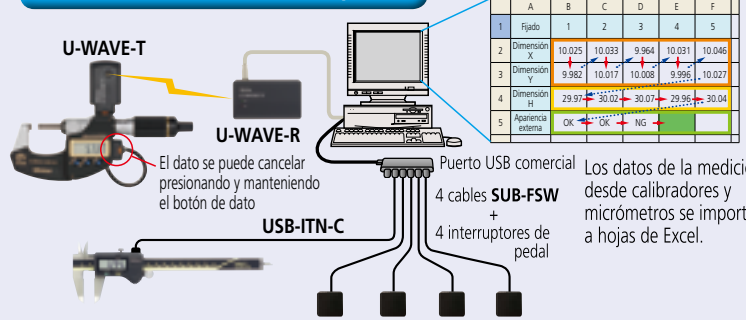 A B C D E F
1 Fijado 1 2 3 4 5
2 Dimensión X 10.025 10.033 9.964 10.031 10.046
3 Dimensión Y 9.982 10.017 10.008 9.996 10.027
4 Dimensión H 29.97 30.02 30.07 29.96 30.04
5 Apariencia externa OK OK NG
U-WAVE-T
U-WAVE-R
El dato se puede cancelar
presionando y manteniendo
el botón de dato
USB-ITN-C
Puerto USB comercial
4 cables SUB-FSW
+
4 interruptores de
pedal
Los datos de la medició
desde calibradores y
micrómetros se import
a hojas de Excel.